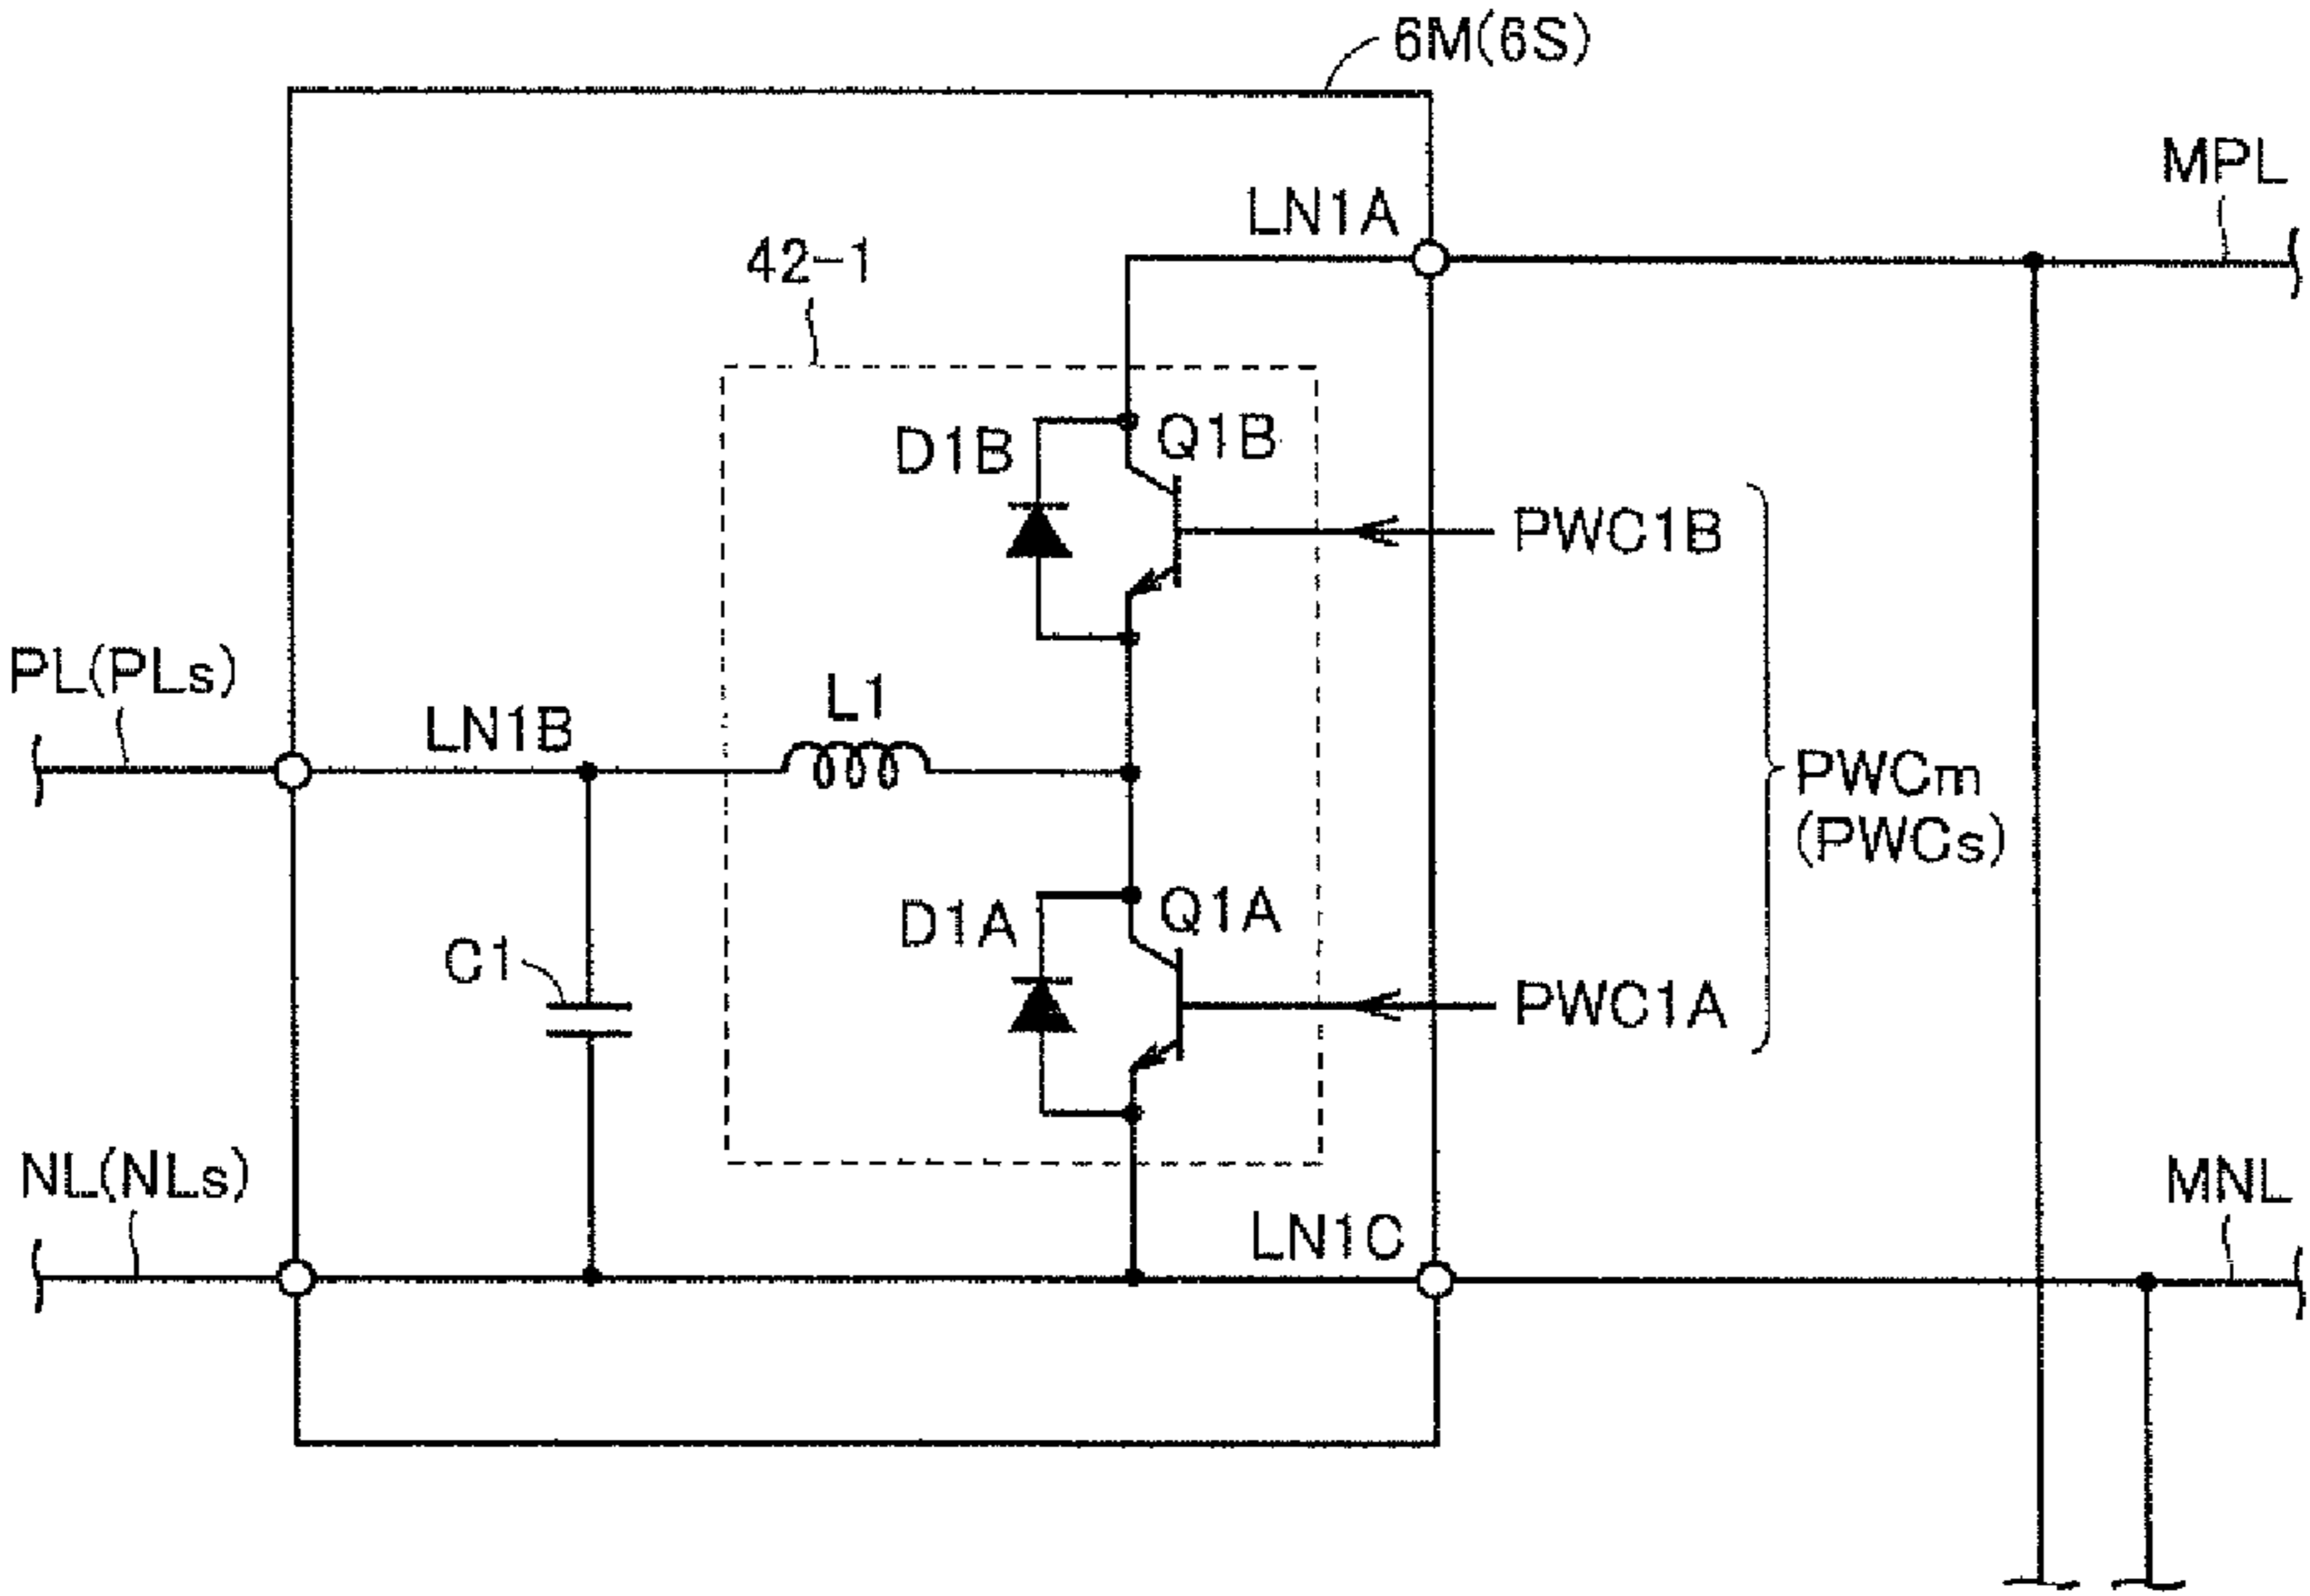 6M(6S)
MPL
LN1A
42-1
D1B
Q1B
PWC1B
PL(PLs)
LN1B
L1
PWCm
(PWCs)
D1A
Q1A
C1
PWC1A
NL(NLs)
MNL
LN1C